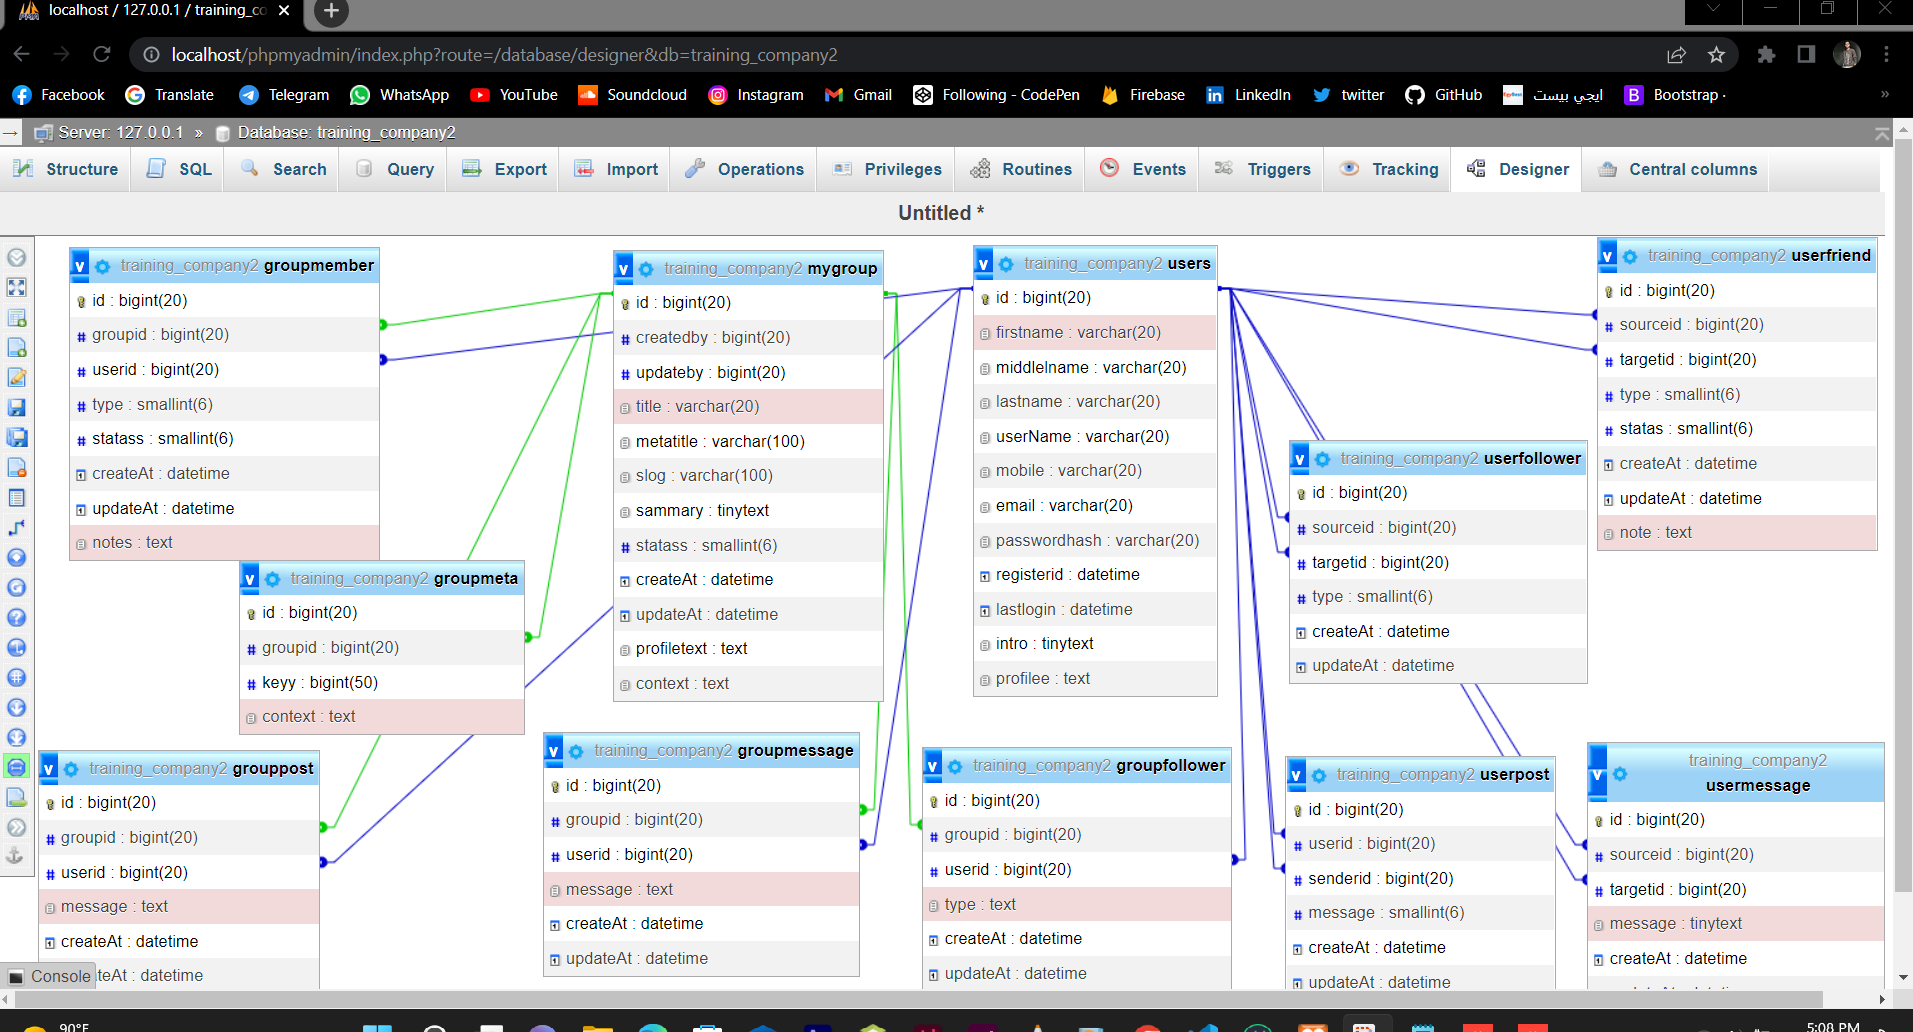 localhost / 127.0.0.1 / training_co
localhost/phpmyadmin/index.php?route=/database/designer&db=training_company2
Facebook Translate Telegram WhatsApp YouTube Soundcloud Instagram Gmail Following - CodePen Firebase LinkedIn twitter GitHub ايجي بيست Bootstrap ·
Server: 127.0.0.1 » Database: training_company2
Structure SQL Search Query Export Import Operations Privileges Routines Events Triggers Tracking Designer Central columns
Untitled *
training_company2 groupmember
id : bigint(20)
groupid : bigint(20)
userid : bigint(20)
type : smallint(6)
statass : smallint(6)
createAt : datetime
updateAt : datetime
notes : text
training_company2 mygroup
id : bigint(20)
createdby : bigint(20)
updateby : bigint(20)
title : varchar(20)
metatitle : varchar(100)
slog : varchar(100)
sammary : tinytext
statass : smallint(6)
createAt : datetime
updateAt : datetime
profiletext : text
context : text
training_company2 users
id : bigint(20)
firstname : varchar(20)
middlelname : varchar(20)
lastname : varchar(20)
userName : varchar(20)
mobile : varchar(20)
email : varchar(20)
passwordhash : varchar(20)
registerid : datetime
lastlogin : datetime
intro : tinytext
profilee : text
training_company2 userfriend
id : bigint(20)
sourceid : bigint(20)
targetid : bigint(20)
type : smallint(6)
statas : smallint(6)
createAt : datetime
updateAt : datetime
note : text
training_company2 userfollower
id : bigint(20)
sourceid : bigint(20)
targetid : bigint(20)
type : smallint(6)
createAt : datetime
updateAt : datetime
training_company2 groupmeta
id : bigint(20)
groupid : bigint(20)
keyy : bigint(50)
context : text
training_company2 grouppost
id : bigint(20)
groupid : bigint(20)
userid : bigint(20)
message : text
createAt : datetime
teAt : datetime
training_company2 groupmessage
id : bigint(20)
groupid : bigint(20)
userid : bigint(20)
message : text
createAt : datetime
updateAt : datetime
training_company2 groupfollower
id : bigint(20)
groupid : bigint(20)
userid : bigint(20)
type : text
createAt : datetime
updateAt : datetime
training_company2 userpost
id : bigint(20)
userid : bigint(20)
senderid : bigint(20)
message : smallint(6)
createAt : datetime
updateAt : datetime
training_company2
usermessage
id : bigint(20)
sourceid : bigint(20)
targetid : bigint(20)
message : tinytext
createAt : datetime
Console
90°F
5:08 PM